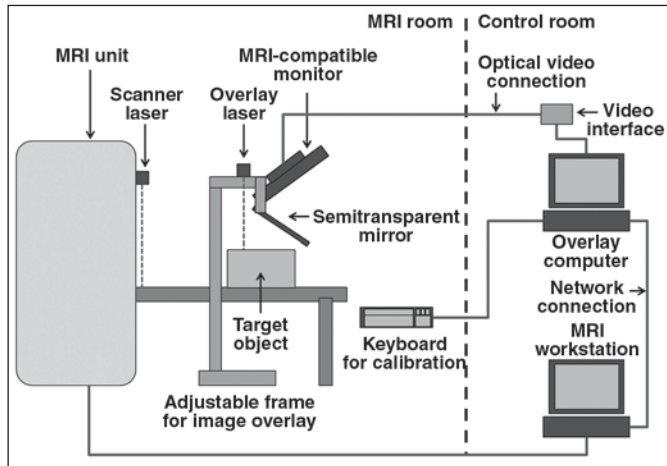 MRI room
Control room
MRI unit
MRI-compatible
monitor
Optical video
connection
Scanner
laser
Overlay
laser
Video
interface
Semitransparent
mirror
Overlay
computer
Target
object
Network
connection
Keyboard
for calibration
MRI
workstation
Adjustable frame
for image overlay